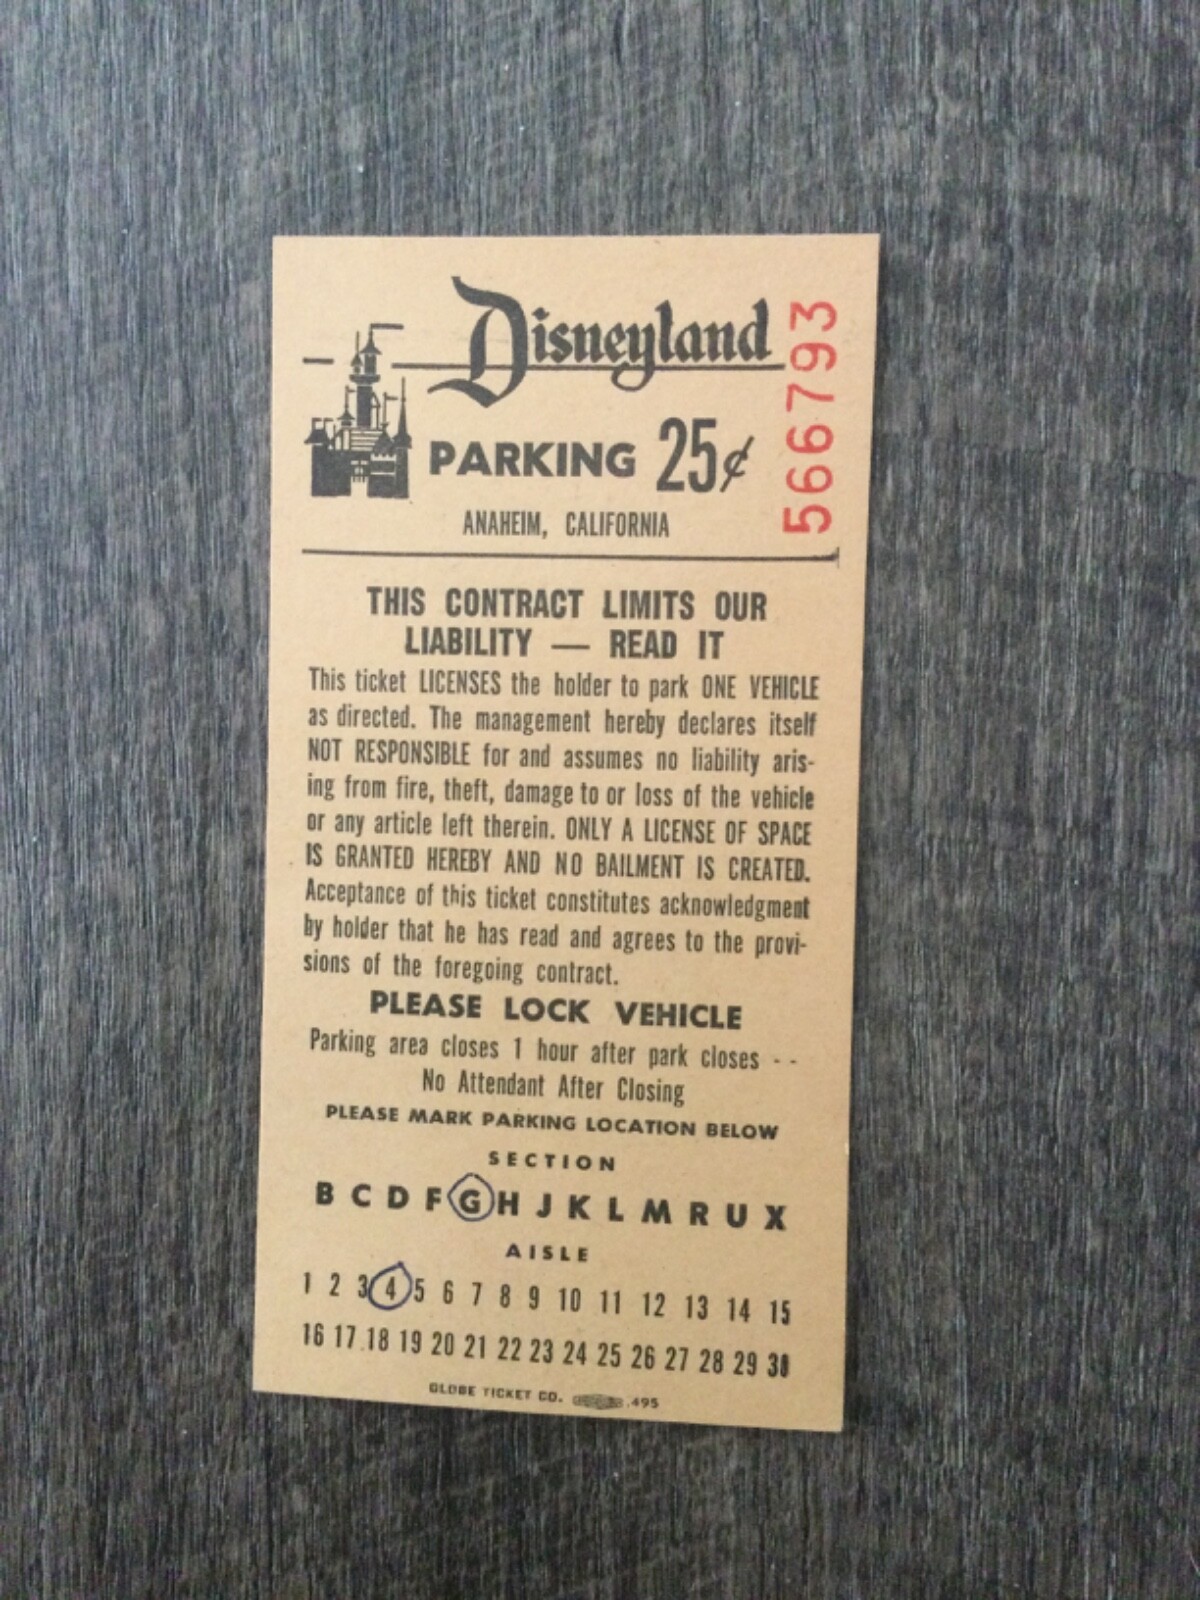 Disneyland
PARKING 25¢
ANAHEIM, CALIFORNIA
566793
THIS CONTRACT LIMITS OUR
LIABILITY — READ IT
This ticket LICENSES the holder to park ONE VEHICLE
as directed. The management hereby declares itself
NOT RESPONSIBLE for and assumes no liability aris-
ing from fire, theft, damage to or loss of the vehicle
or any article left therein. ONLY A LICENSE OF SPACE
IS GRANTED HEREBY AND NO BAILMENT IS CREATED.
Acceptance of this ticket constitutes acknowledgment
by holder that he has read and agrees to the provi-
sions of the foregoing contract.
PLEASE LOCK VEHICLE
Parking area closes 1 hour after park closes - -
No Attendant After Closing
PLEASE MARK PARKING LOCATION BELOW
SECTION
B C D F G H J K L M R U X
AISLE
1 2 3 4 5 6 7 8 9 10 11 12 13 14 15
16 17 18 19 20 21 22 23 24 25 26 27 28 29 30
GLOBE TICKET CO. 495